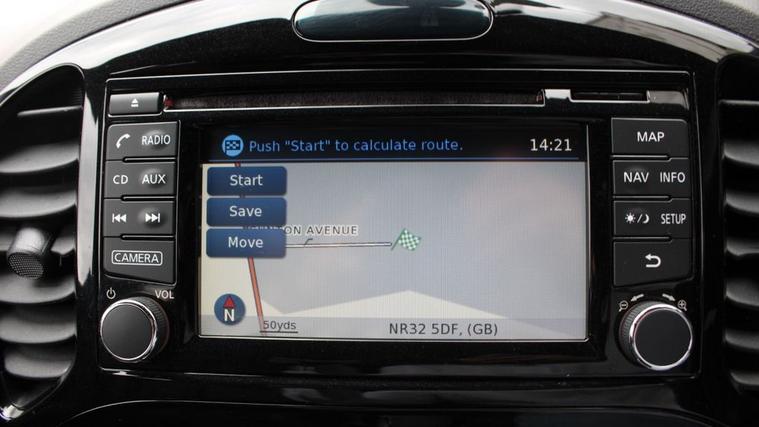 RADIO
CD AUX
CAMERA
VOL
Push "Start" to calculate route. 14:21
Start
Save
Move
AVENUE
N
50yds
NR32 5DF, (GB)
MAP
NAV INFO
SETUP